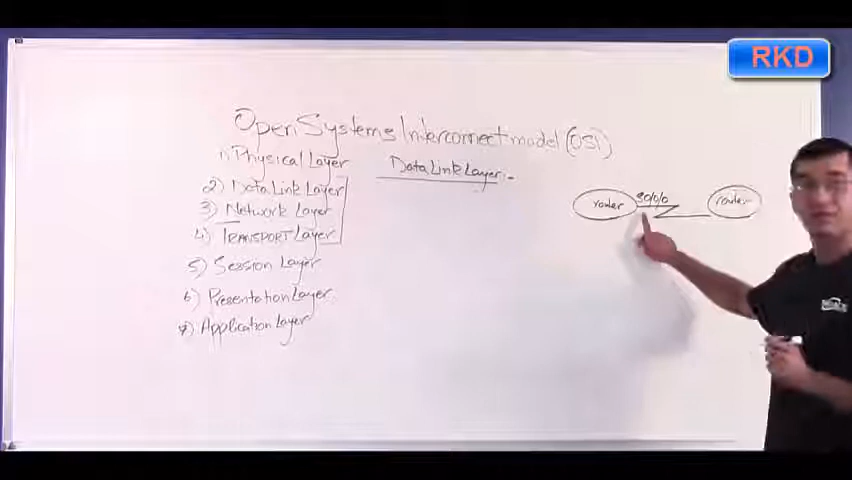 RKD
Open Systems Interconnect model (OSI)
1) Physical Layer
Data Link Layer:-
2) Data Link Layer
3) Network Layer
4) TRANSPORT Layer
5) Session Layer
6) Presentation Layer
7) Application Layer
router
S0/0/0
router